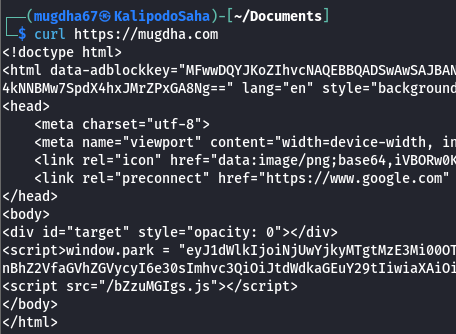 (mugdha67㉿KalipodoSaha)-[~/Documents]
$ curl https://mugdha.com
<!doctype html>
<html data-adblockkey="MFwwDQYJKoZIhvcNAQEBBQADSwAwSAJBAN
4kNNBMw7SpdX4hxJMrZPxGA8Ng==" lang="en" style="background
<head>
    <meta charset="utf-8">
    <meta name="viewport" content="width=device-width, in
    <link rel="icon" href="data:image/png;base64,iVBORw0K
    <link rel="preconnect" href="https://www.google.com"
</head>
<body>
<div id="target" style="opacity: 0"></div>
<script>window.park = "eyJ1dWlkIjoiNjUwYjkyMTgtMzE3Mi00OT
nBhZ2VfaGVhZGVycyI6e30sImhvc3QiOiJtdWdkaGEuY29tIiwiaXAiOi
<script src="/bZzuMGIgs.js"></script>
</body>
</html>